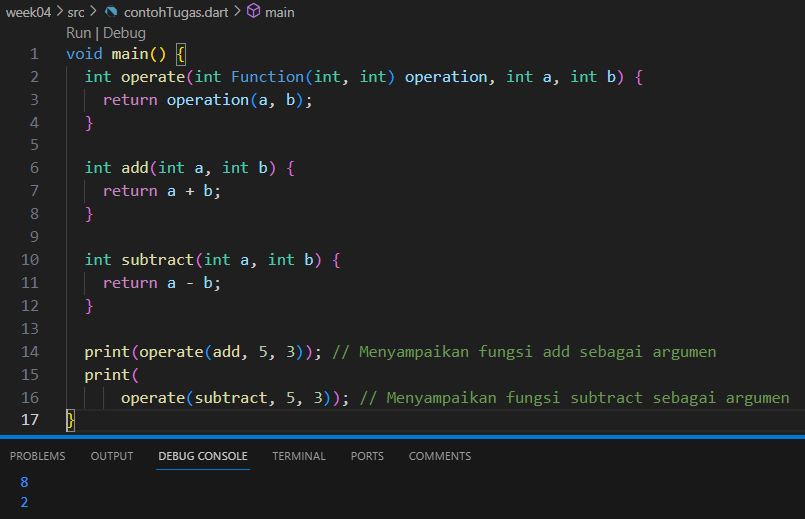 week04 > src > contohTugas.dart > main
Run | Debug
1 void main() {
2   int operate(int Function(int, int) operation, int a, int b) {
3     return operation(a, b);
4   }
5
6   int add(int a, int b) {
7     return a + b;
8   }
9
10   int subtract(int a, int b) {
11     return a - b;
12   }
13
14   print(operate(add, 5, 3)); // Menyampaikan fungsi add sebagai argumen
15   print(
16       operate(subtract, 5, 3)); // Menyampaikan fungsi subtract sebagai argumen
17 }
PROBLEMS OUTPUT DEBUG CONSOLE TERMINAL PORTS COMMENTS
8
2